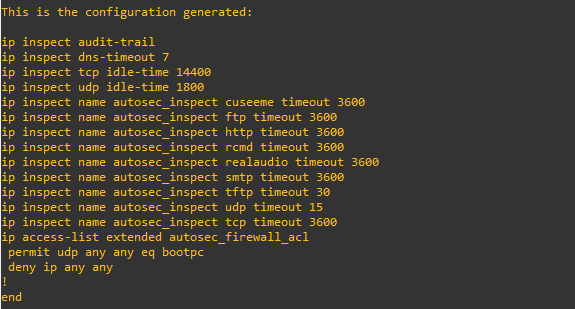 This is the configuration generated:
ip inspect audit-trail
ip inspect dns-timeout 7
ip inspect tcp idle-time 14400
ip inspect udp idle-time 1800
ip inspect name autosec_inspect cuseeme timeout 3600
ip inspect name autosec_inspect ftp timeout 3600
ip inspect name autosec_inspect http timeout 3600
ip inspect name autosec_inspect rcmd timeout 3600
ip inspect name autosec_inspect realaudio timeout 3600
ip inspect name autosec_inspect smtp timeout 3600
ip inspect name autosec_inspect tftp timeout 30
ip inspect name autosec_inspect udp timeout 15
ip inspect name autosec_inspect tcp timeout 3600
ip access-list extended autosec_firewall_acl
 permit udp any any eq bootpc
 deny ip any any
!
end